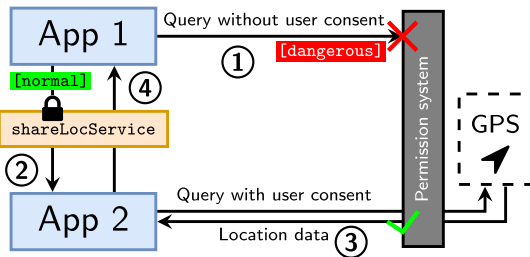 App 1
Query without user consent
①
[dangerous]
[normal]
④
shareLocService
②
App 2
Query with user consent
Location data
③
Permission system
GPS